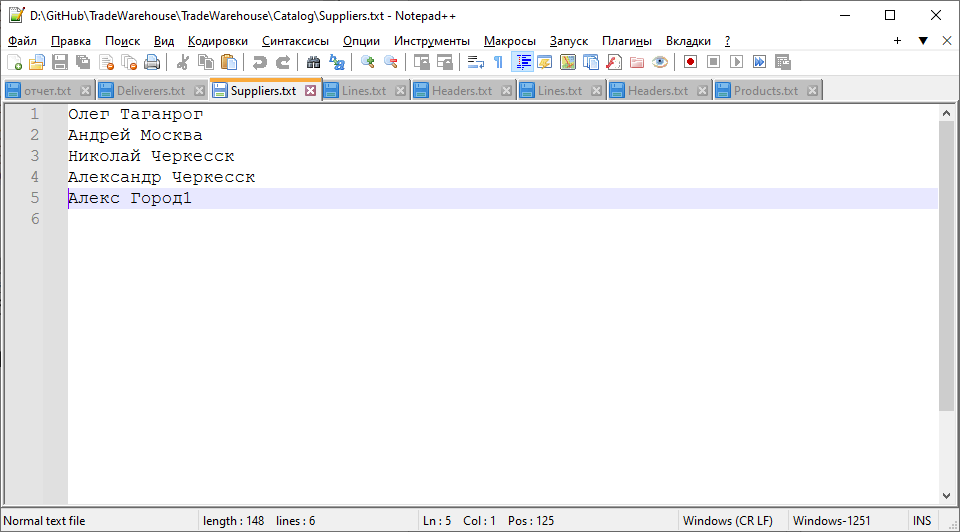 D:\GitHub\TradeWarehouse\TradeWarehouse\Catalog\Suppliers.txt - Notepad++
Файл Правка Поиск Вид Кодировки Синтаксисы Опции Инструменты Макросы Запуск Плагины Вкладки ?
отчет.txt Deliverers.txt Suppliers.txt Lines.txt Headers.txt Lines.txt Headers.txt Products.txt
1 Олег Таганрог
2 Андрей Москва
3 Николай Черкесск
4 Александр Черкесск
5 Алекс Город1
6
Normal text file length : 148 lines : 6 Ln : 5 Col : 1 Pos : 125 Windows (CR LF) Windows-1251 INS